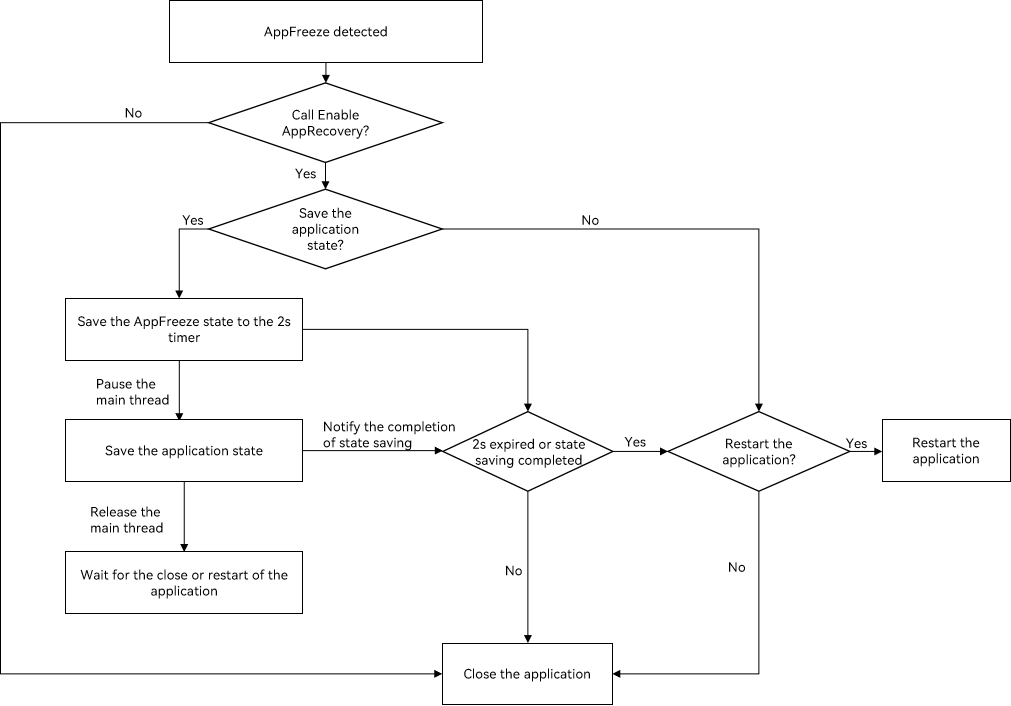 AppFreeze detected
No
Call Enable
AppRecovery?
Yes
Yes
Save the
application
state?
No
Save the AppFreeze state to the 2s
timer
Pause the
main thread
Save the application state
Notify the completion
of state saving
2s expired or state
saving completed
Yes
Restart the
application?
Yes
Restart the
application
Release the
main thread
Wait for the close or restart of the
application
No
No
Close the application